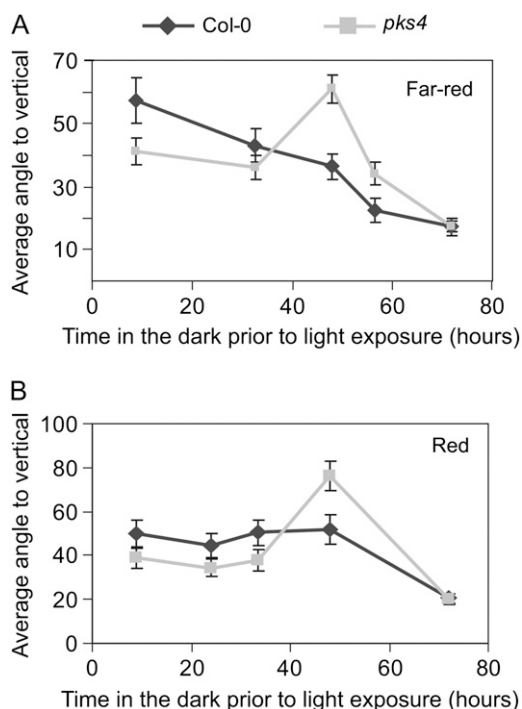 A
Col-0
pks4
Average angle to vertical
70
50
30
10
Far-red
0
20
40
60
80
Time in the dark prior to light exposure (hours)
B
Average angle to vertical
100
80
60
40
20
0
Red
0
20
40
60
80
Time in the dark prior to light exposure (hours)